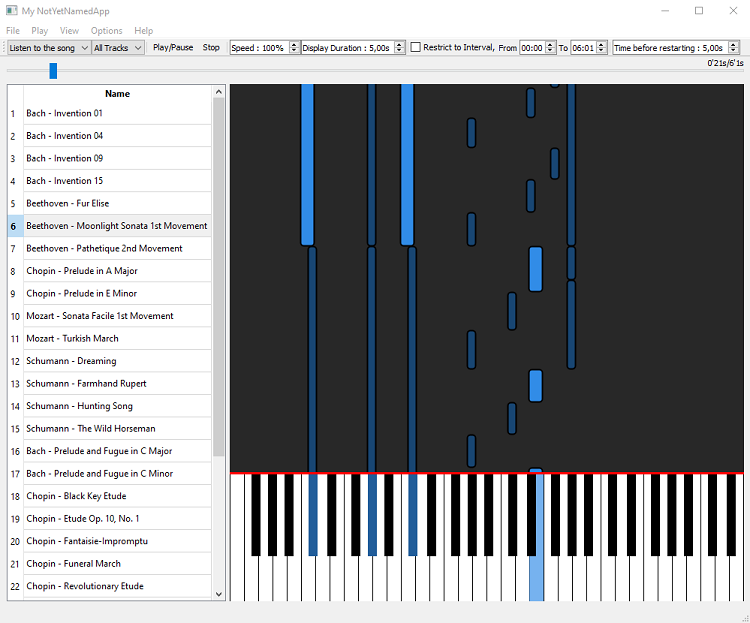 My NotYetNamedApp
File Play View Options Help
Listen to the song All Tracks Play/Pause Stop Speed : 100% Display Duration : 5,00s Restrict to Interval, From 00:00 To 06:01 Time before restarting : 5,00s
0'21s/6'1s
Name
1 Bach - Invention 01
2 Bach - Invention 04
3 Bach - Invention 09
4 Bach - Invention 15
5 Beethoven - Fur Elise
6 Beethoven - Moonlight Sonata 1st Movement
7 Beethoven - Pathetique 2nd Movement
8 Chopin - Prelude in A Major
9 Chopin - Prelude in E Minor
10 Mozart - Sonata Facile 1st Movement
11 Mozart - Turkish March
12 Schumann - Dreaming
13 Schumann - Farmhand Rupert
14 Schumann - Hunting Song
15 Schumann - The Wild Horseman
16 Bach - Prelude and Fugue in C Major
17 Bach - Prelude and Fugue in C Minor
18 Chopin - Black Key Etude
19 Chopin - Etude Op. 10, No. 1
20 Chopin - Fantaisie-Impromptu
21 Chopin - Funeral March
22 Chopin - Revolutionary Etude